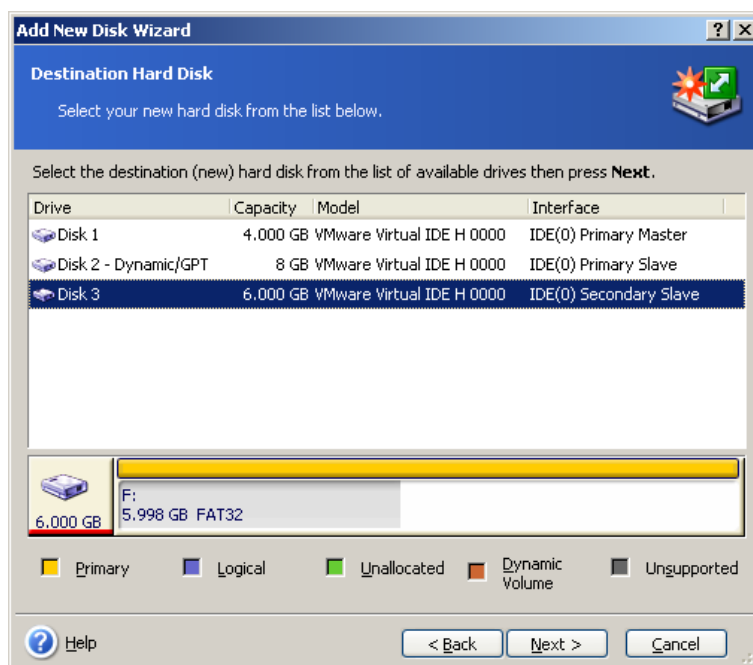 Add New Disk Wizard
Destination Hard Disk
Select your new hard disk from the list below.
Select the destination (new) hard disk from the list of available drives then press Next.
Drive Capacity Model Interface
Disk 1 4.000 GB VMware Virtual IDE H 0000 IDE(0) Primary Master
Disk 2 - Dynamic/GPT 8 GB VMware Virtual IDE H 0000 IDE(0) Primary Slave
Disk 3 6.000 GB VMware Virtual IDE H 0000 IDE(0) Secondary Slave
F:
6.000 GB 5.998 GB FAT32
Primary Logical Unallocated Dynamic Volume Unsupported
Help < Back Next > Cancel